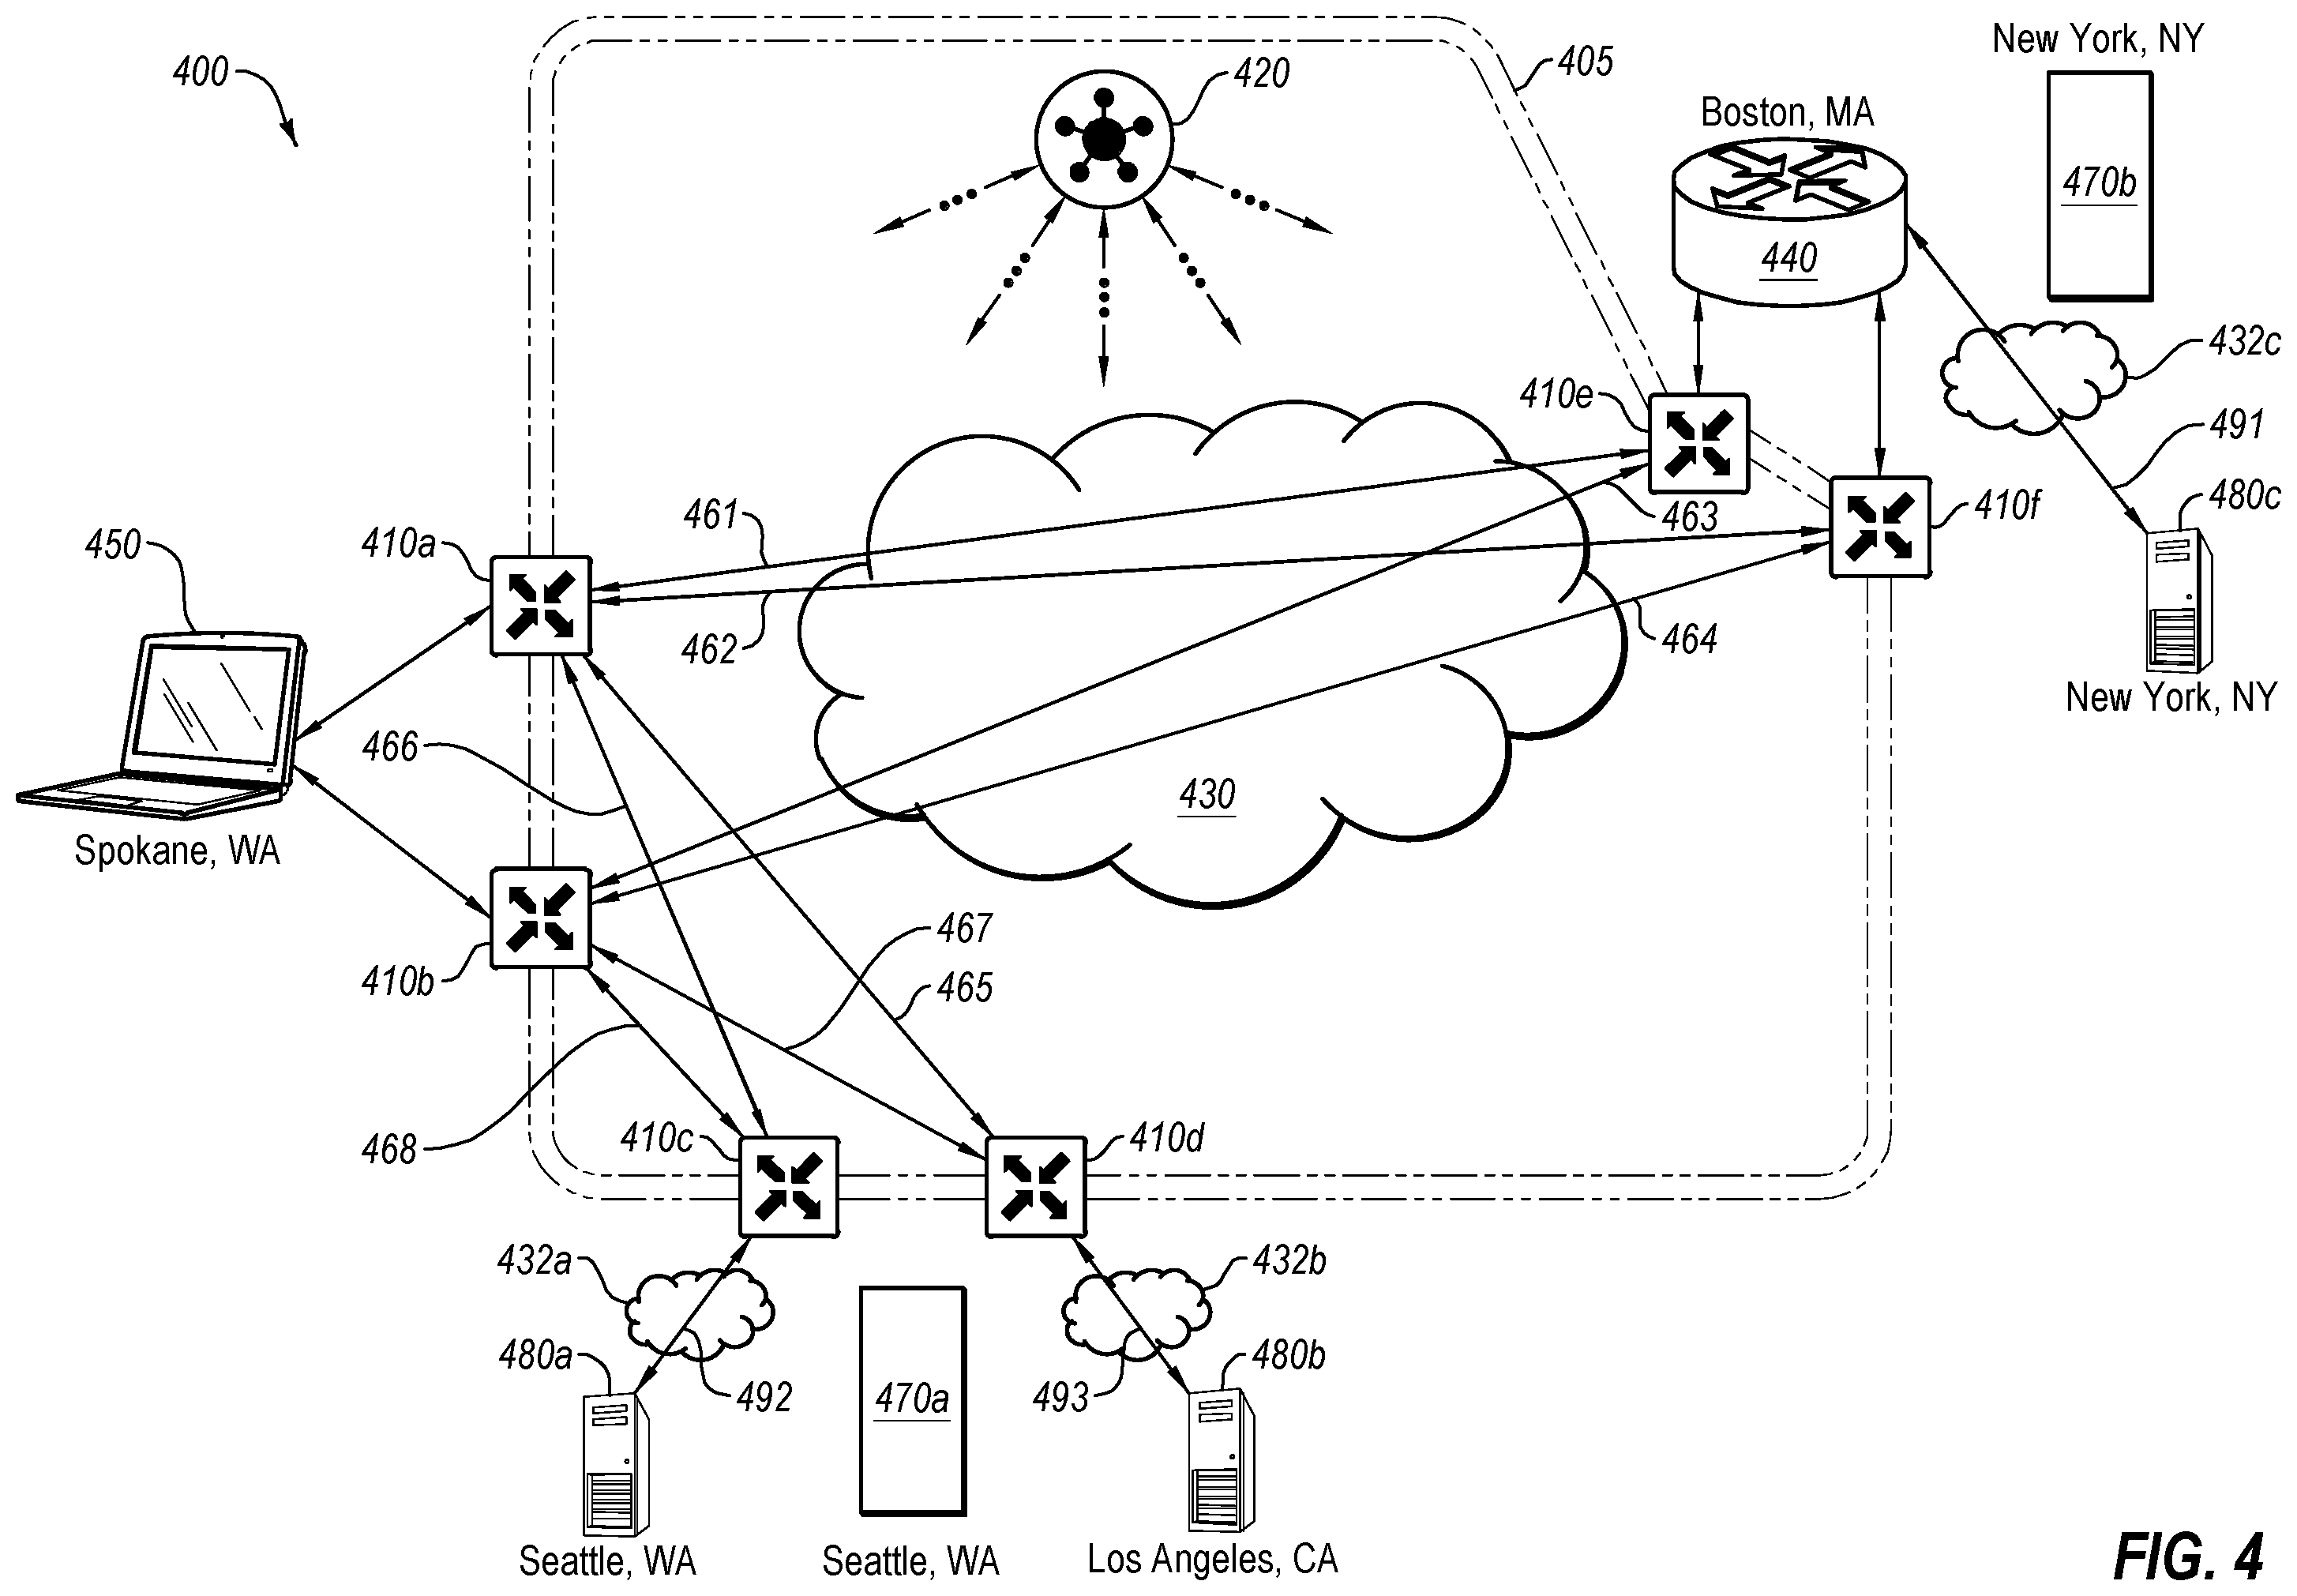 New York, NY
400
420
405
Boston, MA
470b
440
432c
410e
491
461
463
480c
410f
450
410a
462
464
New York, NY
466
430
Spokane, WA
467
410b
465
468
410c
410d
432a
432b
480a
480b
492
470a
493
Seattle, WA
Seattle, WA
Los Angeles, CA
FIG. 4